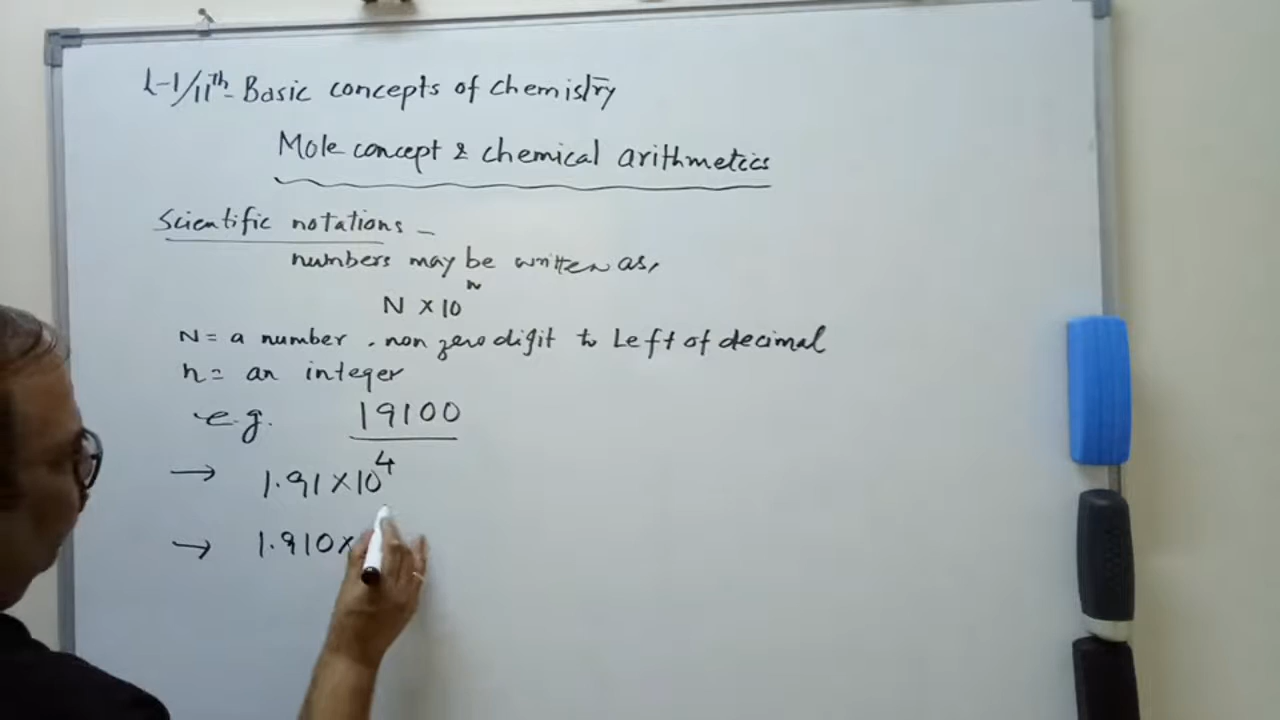 L-1/11th- Basic concepts of chemistry
Mole concept & chemical arithmetics
Scientific notations -
numbers may be written as,
N × 10ⁿ
N = a number, non zero digit to Left of decimal
n = an integer
e.g. 19100
→ 1.91×10⁴
→ 1.910×